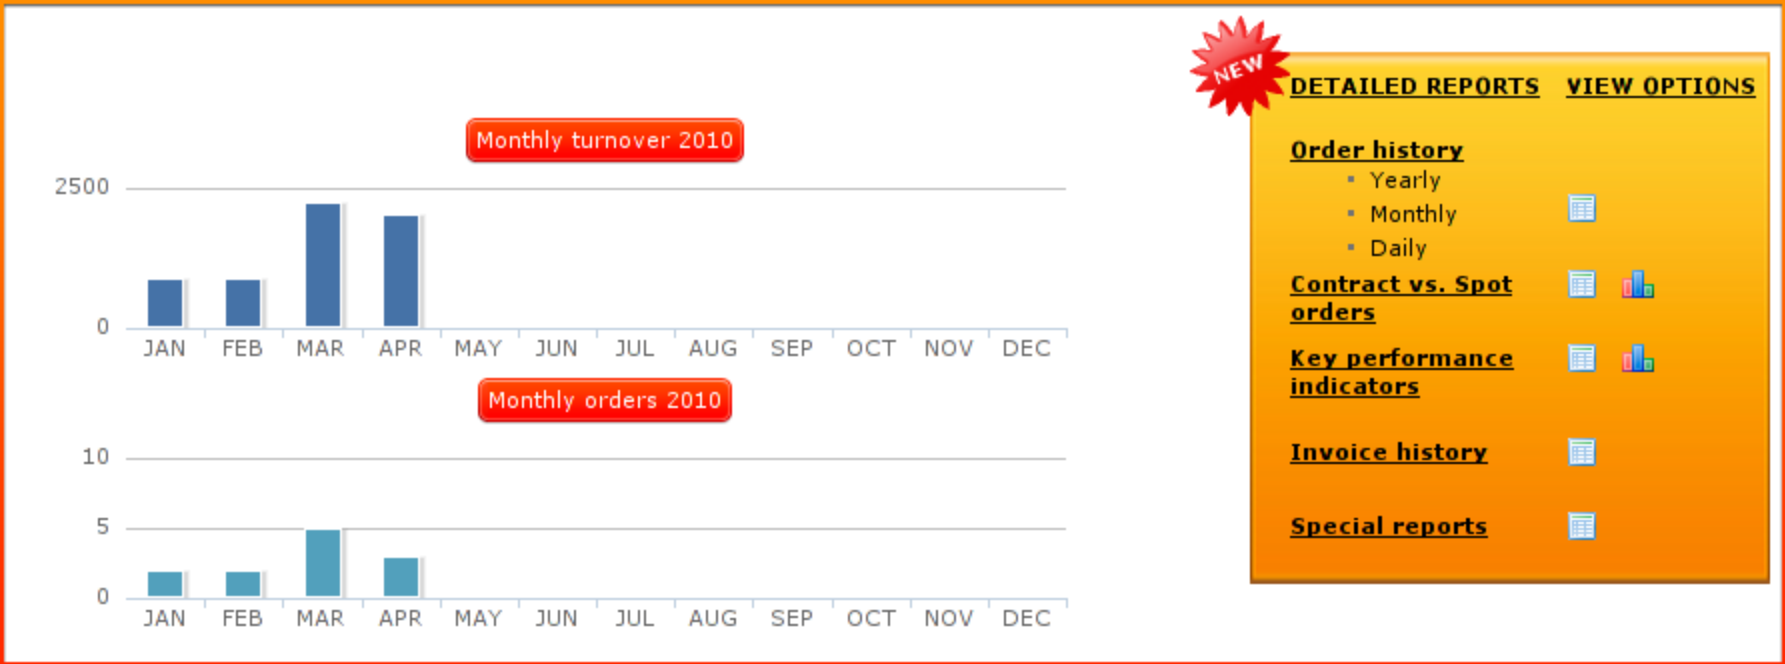 Monthly turnover 2010
2500
0
JAN FEB MAR APR MAY JUN JUL AUG SEP OCT NOV DEC
Monthly orders 2010
10
5
0
JAN FEB MAR APR MAY JUN JUL AUG SEP OCT NOV DEC
NEW
DETAILED REPORTS VIEW OPTIONS
Order history
Yearly
Monthly
Daily
Contract vs. Spot
orders
Key performance
indicators
Invoice history
Special reports